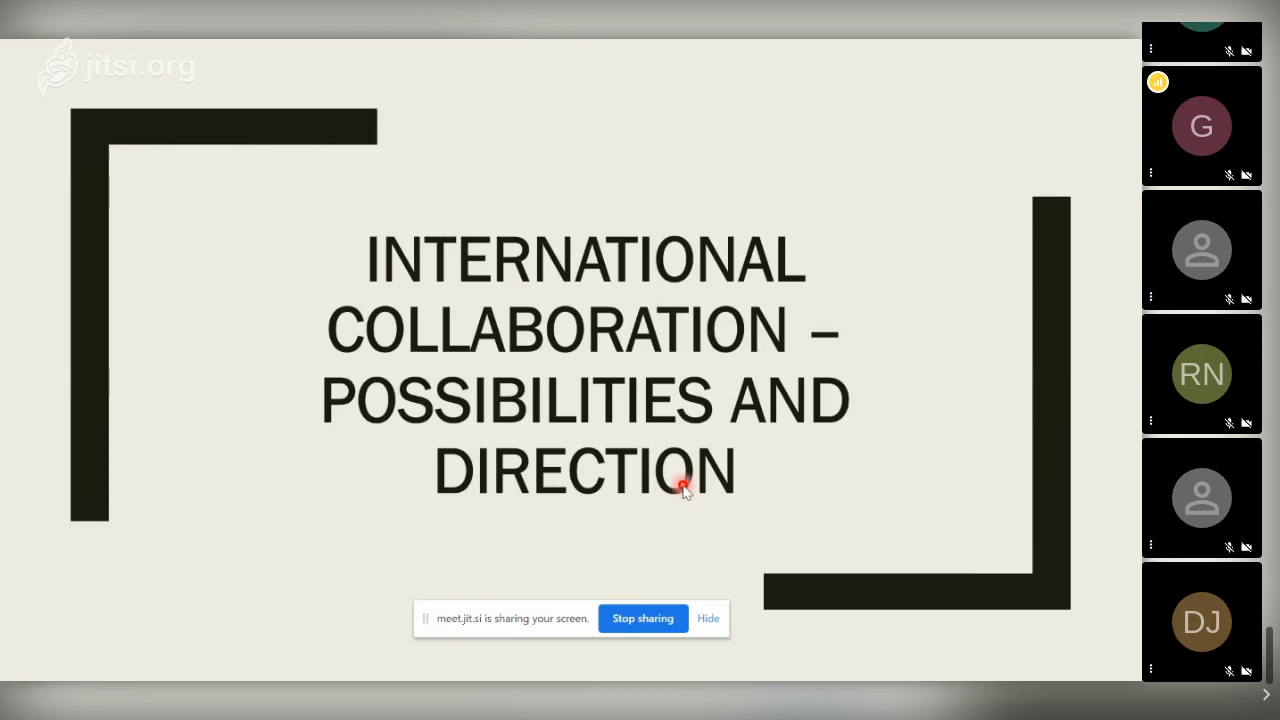 jitsi.org
INTERNATIONAL
COLLABORATION –
POSSIBILITIES AND
DIRECTION
meet.jit.si is sharing your screen.
Stop sharing
Hide
G
RN
DJ